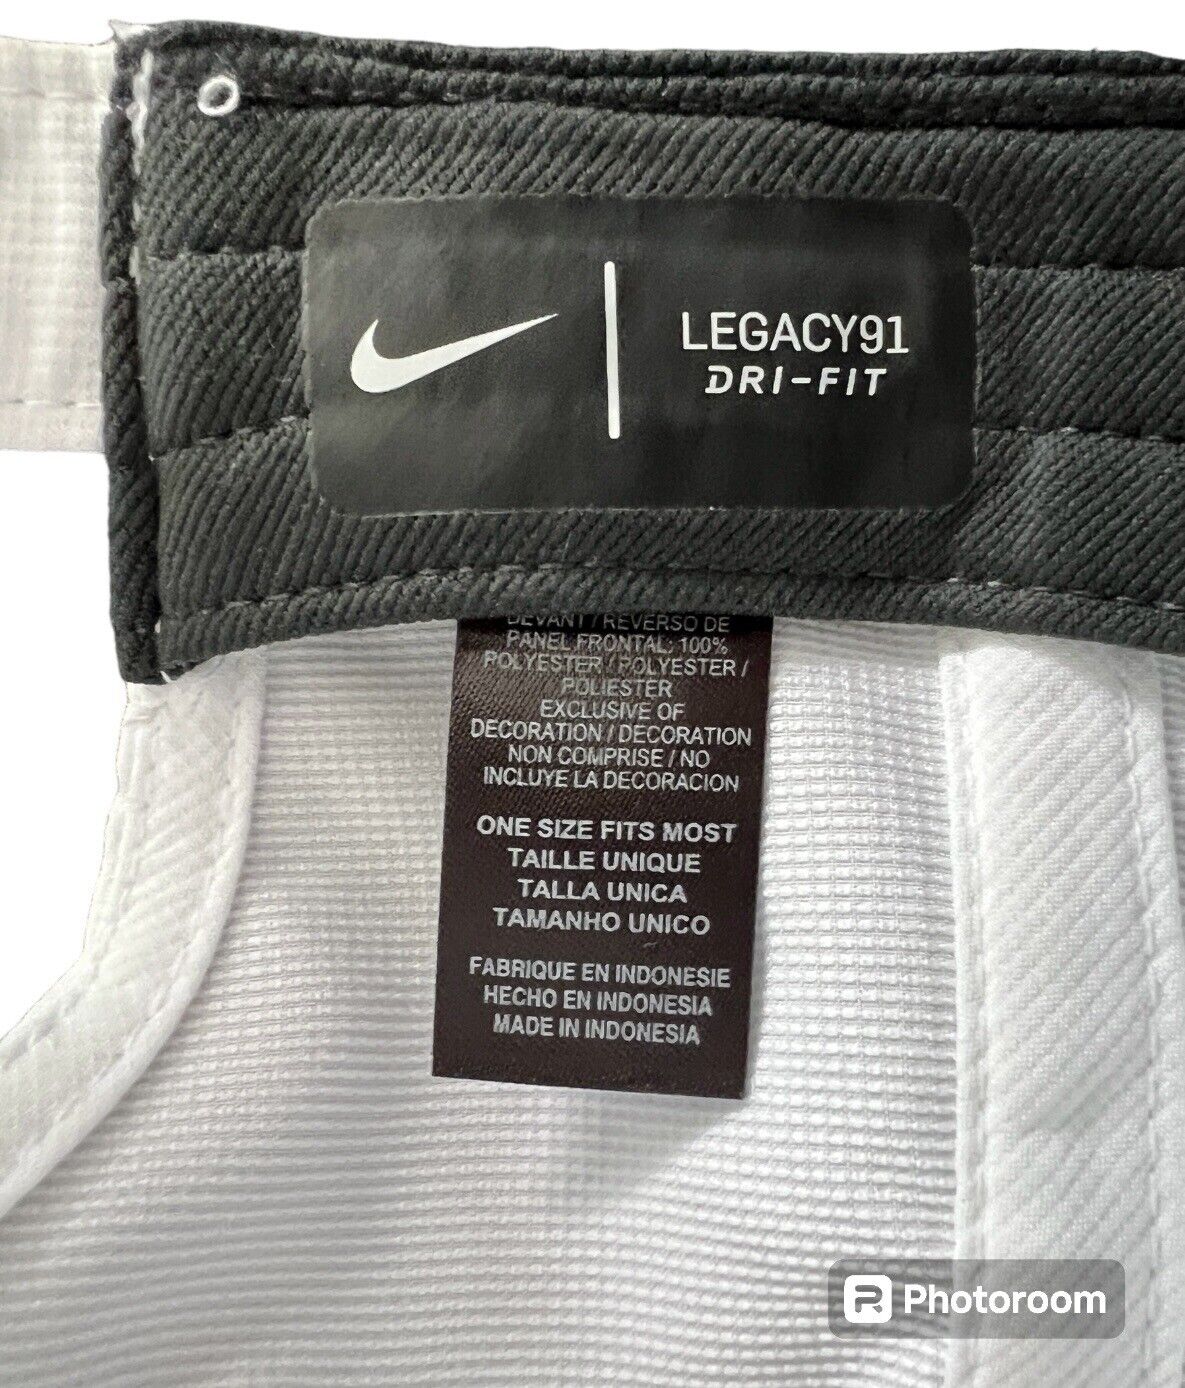 LEGACY91
DRI-FIT
DEVANT / REVERSO DE
PANEL FRONTAL: 100%
POLYESTER / POLYESTER /
POLIESTER
EXCLUSIVE OF
DECORATION / DECORATION
NON COMPRISE / NO
INCLUYE LA DECORACION
ONE SIZE FITS MOST
TAILLE UNIQUE
TALLA UNICA
TAMANHO UNICO
FABRIQUE EN INDONESIE
HECHO EN INDONESIA
MADE IN INDONESIA
Photoroom